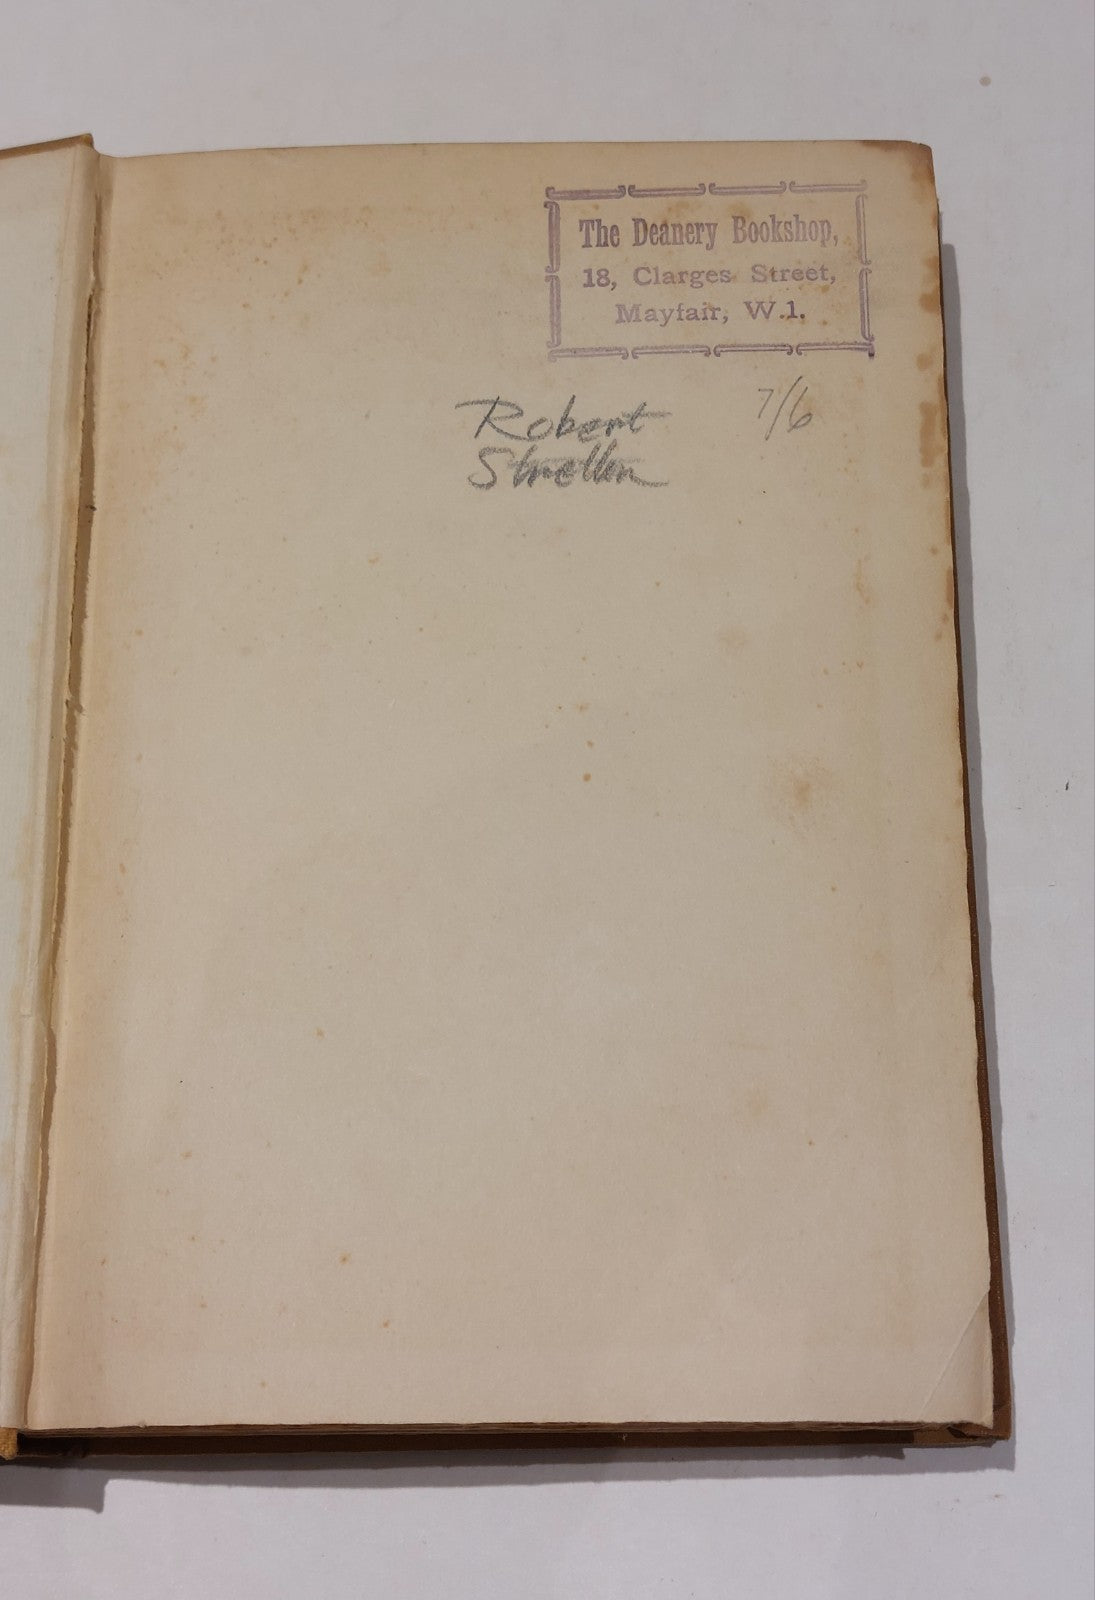 The Deanery Bookshop,
18, Clarges Street,
Mayfair, W.1.
Robert 7/6